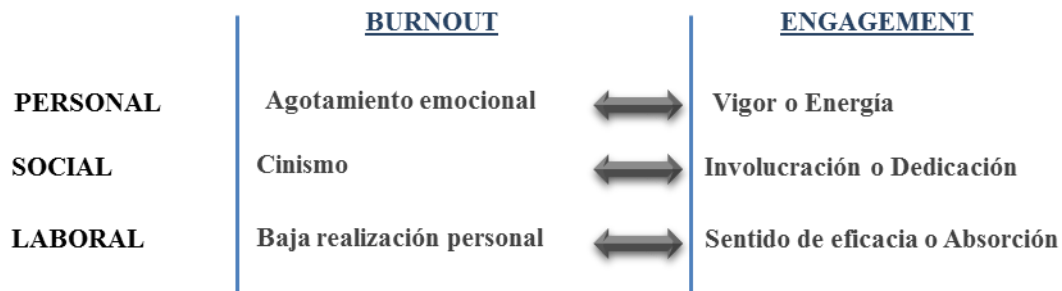 BURNOUT ENGAGEMENT
PERSONAL Agotamiento emocional Vigor o Energía
SOCIAL Cinismo Involucración o Dedicación
LABORAL Baja realización personal Sentido de eficacia o Absorción